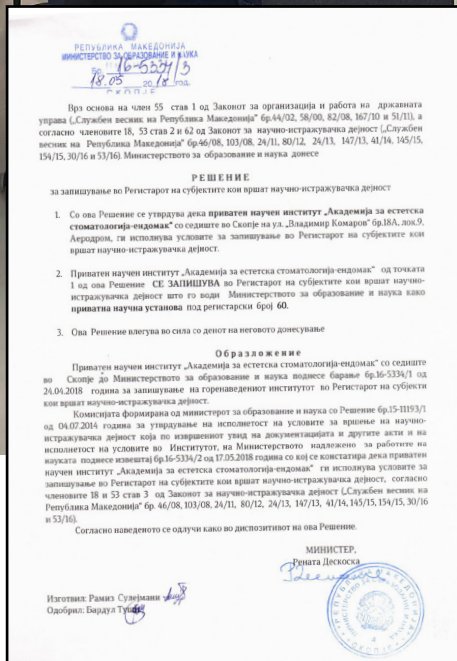 РЕПУБЛИКА МАКЕДОНИЈА
МИНИСТЕРСТВО ЗА ОБРАЗОВАНИЕ И НАУКА
Бр. 16-5334/3
18.05 2018 год.
СКОПЈЕ
Врз основа на член 55 став 1 од Законот за организација и работа на државната
управа („Службен весник на Република Македонија" бр.44/02, 58/00, 82/08, 167/10 и 51/11), а
согласно членовите 18, 53 став 2 и 62 од Законот за научно-истражувачка дејност („Службен
весник на Република Македонија" бр.46/08, 103/08, 24/11, 80/12, 24/13, 147/13, 41/14, 145/15,
154/15, 30/16 и 53/16). Министерството за образование и наука донесе
РЕШЕНИЕ
за запишување во Регистарот на субјектите кои вршат научно-истражувачка дејност
1. Со ова Решение се утврдува дека приватен научен институт „Академија за естетска
стоматологија-ендомак" со седиште во Скопје на ул. „Владимир Комаров" бр.18А, лок.9,
Аеродром, ги исполнува условите за запишување во Регистарот на субјектите кои
вршат научно-истражувачка дејност.
2. Приватен научен институт „Академија за естетска стоматологија-ендомак" од точката
1 од ова Решение СЕ ЗАПИШУВА во Регистарот на субјектите кои вршат научно-
истражувачка дејност што го води Министерството за образование и наука како
приватна научна установа под регистарски број 60.
3. Ова Решение влегува во сила со денот на неговото донесување
Образложение
Приватен научен институт „Академија за естетска стоматологија-ендомак" со седиште
во Скопје до Министерството за образование и наука поднесе барање бр.16-5334/1 од
24.04.2018 година за запишување на горенаведениот институтот во Регистарот на субјекти
кои вршат научно-истражувачка дејност.
Комисијата формирана од министерот за образование и наука со Решение бр.15-11193/1
од 04.07.2014 година за утврдување на исполнетост на условите за вршење на научно-
истражувачка дејност која по извршениот увид на документацијата и другите акти и на
исполнетост на условите во Институтот, на Министерството надлежено за работите на
науката поднесе извештај бр.16-5334/2 од 17.05.2018 година со кој се констатира дека приватен
научен институт „Академија за естетска стоматологија-ендомак" ги исполнува условите за
запишување во Регистарот на субјектите кои вршат научно-истражувачка дејност, согласно
членовите 18 и 53 став 3 од Законот за научно-истражувачка дејност („Службен весник на
Република Македонија" бр. 46/08, 103/08, 24/11, 80/12, 24/13, 147/13, 41/14, 145/15, 154/15, 30/16
и 53/16).
Согласно наведеното се одлучи како во диспозитивот на ова Решение.
МИНИСТЕР,
Рената Дескоска
Изготвил: Рамиз Сулејмани
Одобрил: Бардул